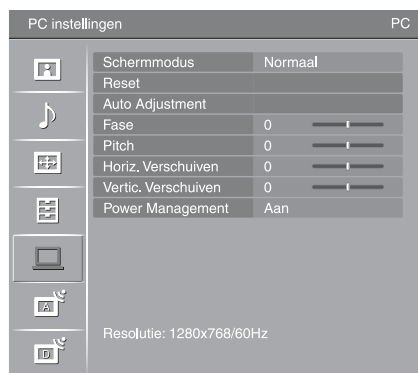 PC instellingen PC
Schermmodus Normaal
Reset
Auto Adjustment
Fase 0
Pitch 0
Horiz. Verschuiven 0
Vertic. Verschuiven 0
Power Management Aan
A
D
Resolutie: 1280x768/60Hz